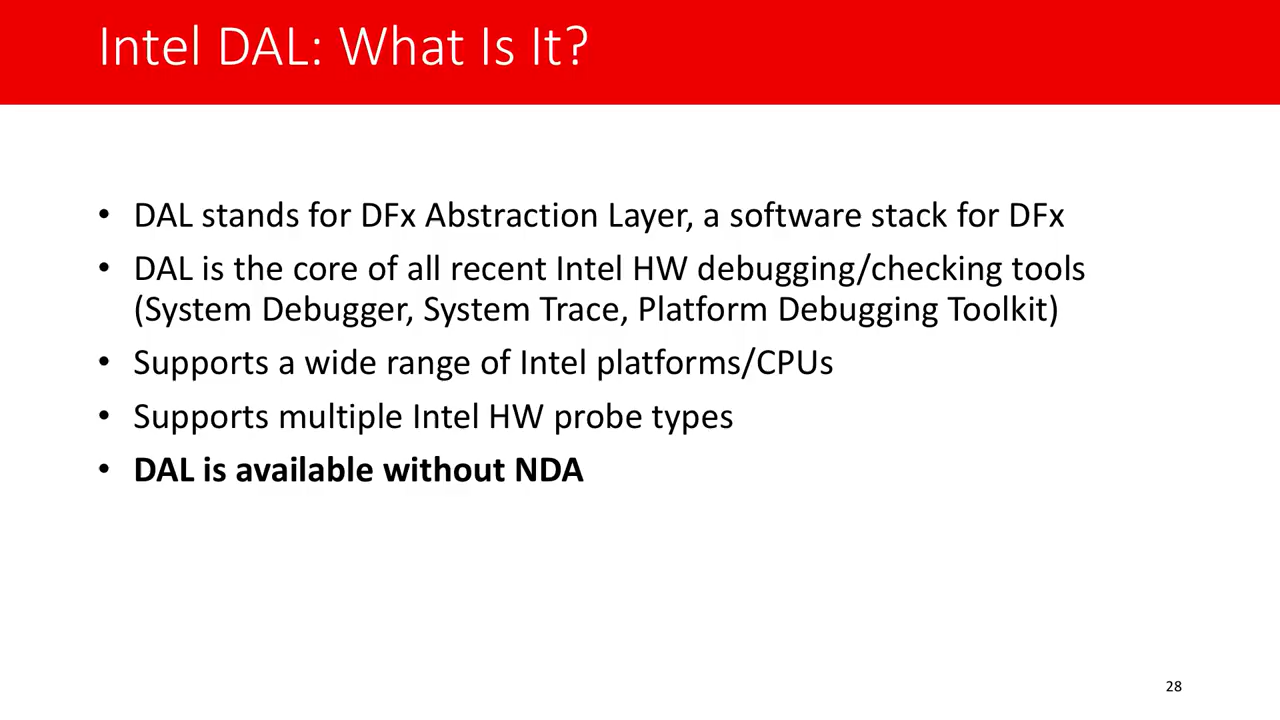 Intel DAL: What Is It?
• DAL stands for DFx Abstraction Layer, a software stack for DFx
• DAL is the core of all recent Intel HW debugging/checking tools
(System Debugger, System Trace, Platform Debugging Toolkit)
• Supports a wide range of Intel platforms/CPUs
• Supports multiple Intel HW probe types
• DAL is available without NDA
28